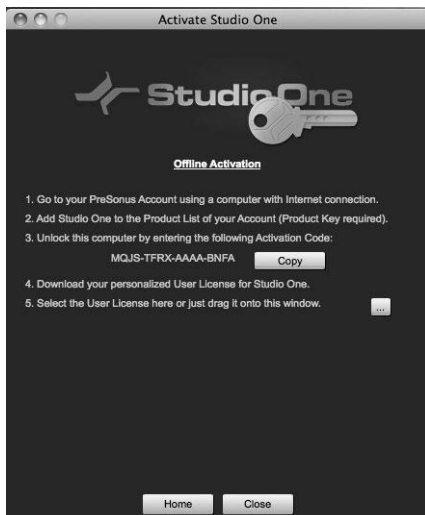 Activate Studio One
Studio One
Offline Activation
1. Go to your PreSonus Account using a computer with Internet connection.
2. Add Studio One to the Product List of your Account (Product Key required).
3. Unlock this computer by entering the following Activation Code:
MQJS-TFRX-AAAA-BNFA Copy
4. Download your personalized User License for Studio One.
5. Select the User License here or just drag it onto this window. ...
Home Close